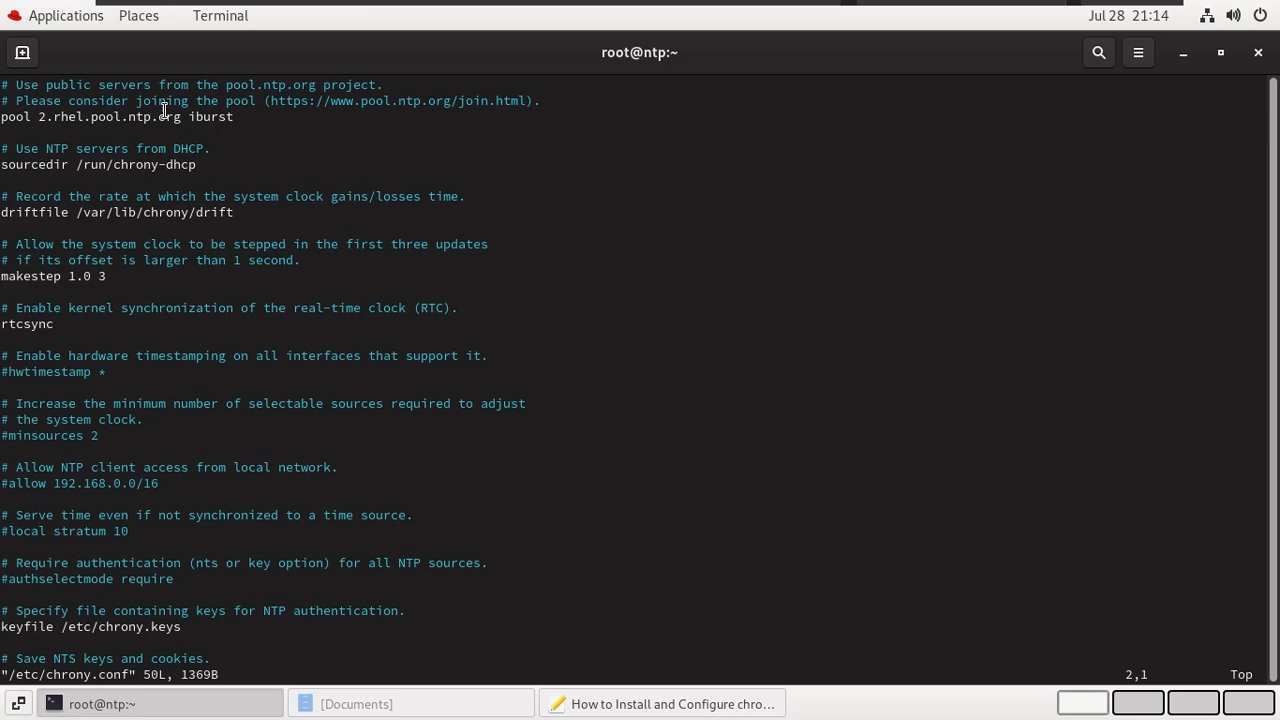 Applications Places Terminal Jul 28 21:14
root@ntp:~
# Use public servers from the pool.ntp.org project.
# Please consider joining the pool (https://www.pool.ntp.org/join.html).
pool 2.rhel.pool.ntp.org iburst
# Use NTP servers from DHCP.
sourcedir /run/chrony-dhcp
# Record the rate at which the system clock gains/losses time.
driftfile /var/lib/chrony/drift
# Allow the system clock to be stepped in the first three updates
# if its offset is larger than 1 second.
makestep 1.0 3
# Enable kernel synchronization of the real-time clock (RTC).
rtcsync
# Enable hardware timestamping on all interfaces that support it.
#hwtimestamp *
# Increase the minimum number of selectable sources required to adjust
# the system clock.
#minsources 2
# Allow NTP client access from local network.
#allow 192.168.0.0/16
# Serve time even if not synchronized to a time source.
#local stratum 10
# Require authentication (nts or key option) for all NTP sources.
#authselectmode require
# Specify file containing keys for NTP authentication.
keyfile /etc/chrony.keys
# Save NTS keys and cookies.
"/etc/chrony.conf" 50L, 1369B 2,1 Top
root@ntp:~ [Documents] How to Install and Configure chro...